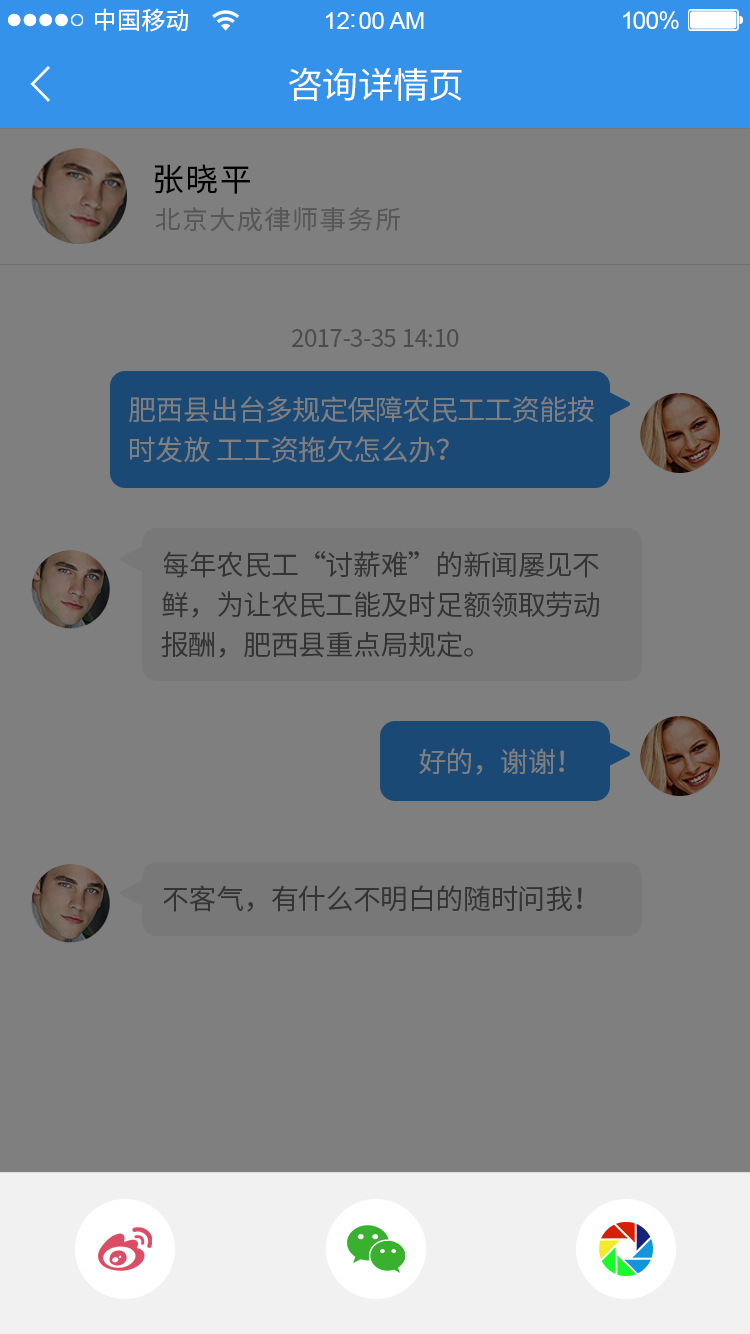 中国移动
12:00 AM
100%
咨询详情页
张晓平
北京大成律师事务所
2017-3-35 14:10
肥西县出台多规定保障农民工工资能按
时发放 工工资拖欠怎么办?
每年农民工“讨薪难”的新闻屡见不
鲜，为让农民工能及时足额领取劳动
报酬，肥西县重点局规定。
好的，谢谢！
不客气，有什么不明白的随时问我！